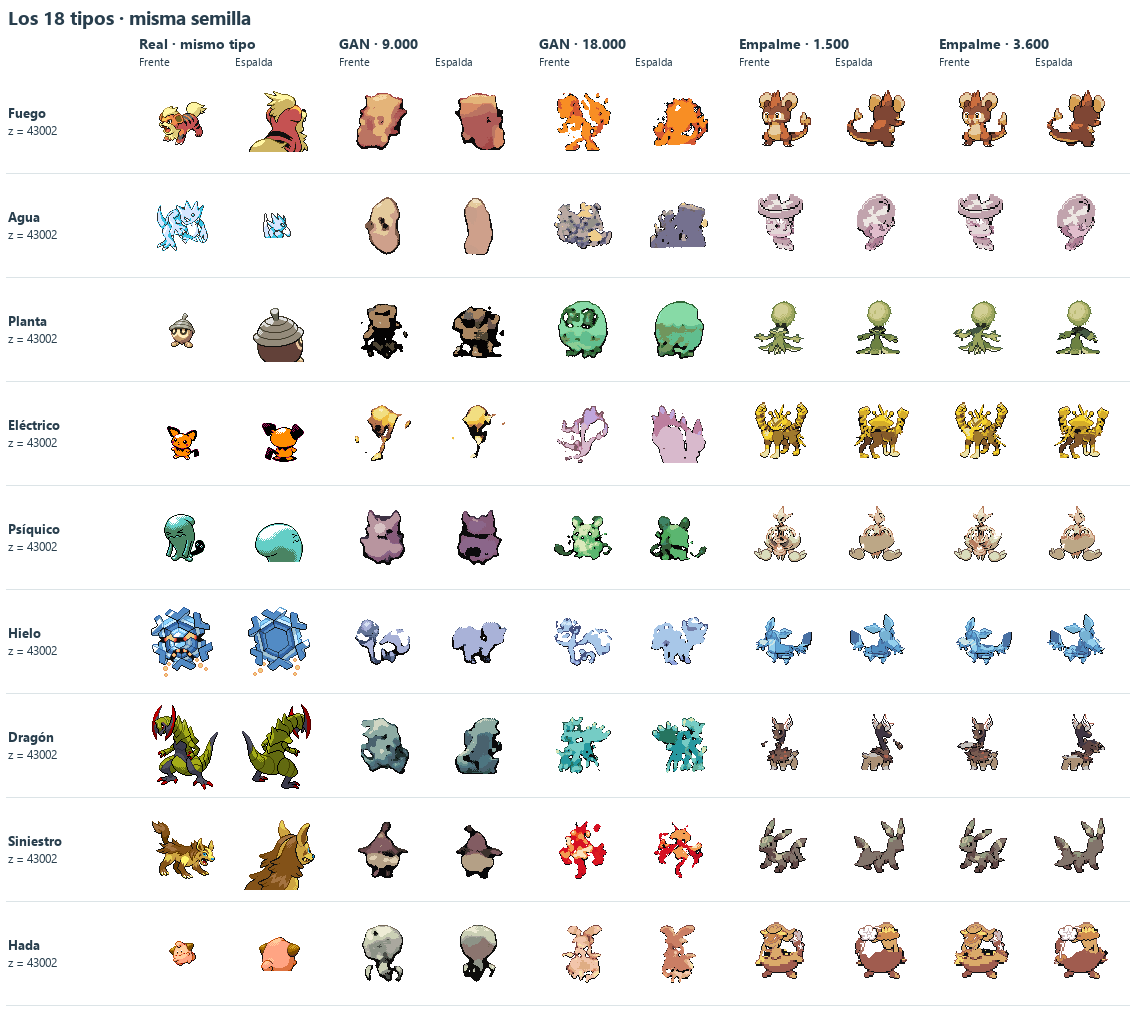 Los 18 tipos · misma semilla
Real · mismo tipo GAN · 9.000 GAN · 18.000 Empalme · 1.500 Empalme · 3.600
Frente Espalda Frente Espalda Frente Espalda Frente Espalda Frente Espalda
Fuego
z = 43002
Agua
z = 43002
Planta
z = 43002
Eléctrico
z = 43002
Psíquico
z = 43002
Hielo
z = 43002
Dragón
z = 43002
Siniestro
z = 43002
Hada
z = 43002